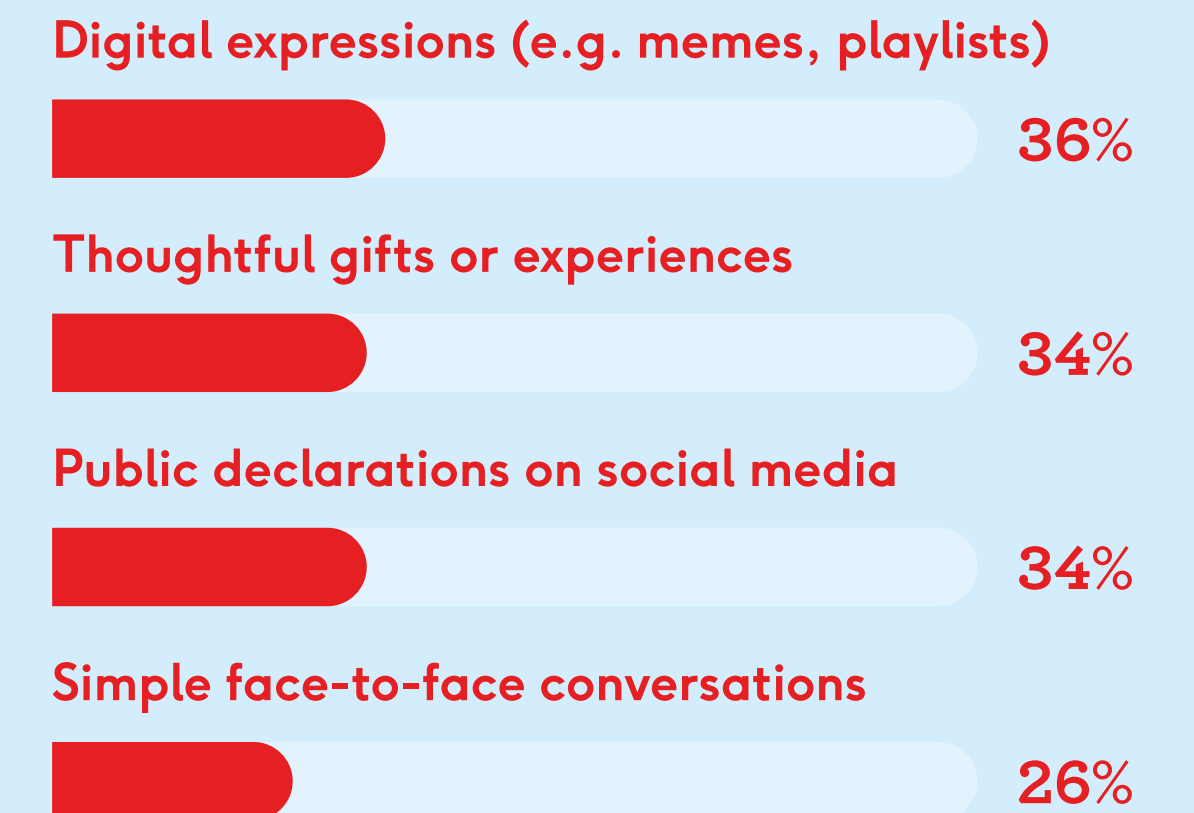 Digital expressions (e.g. memes, playlists)
36%
Thoughtful gifts or experiences
34%
Public declarations on social media
34%
Simple face-to-face conversations
26%